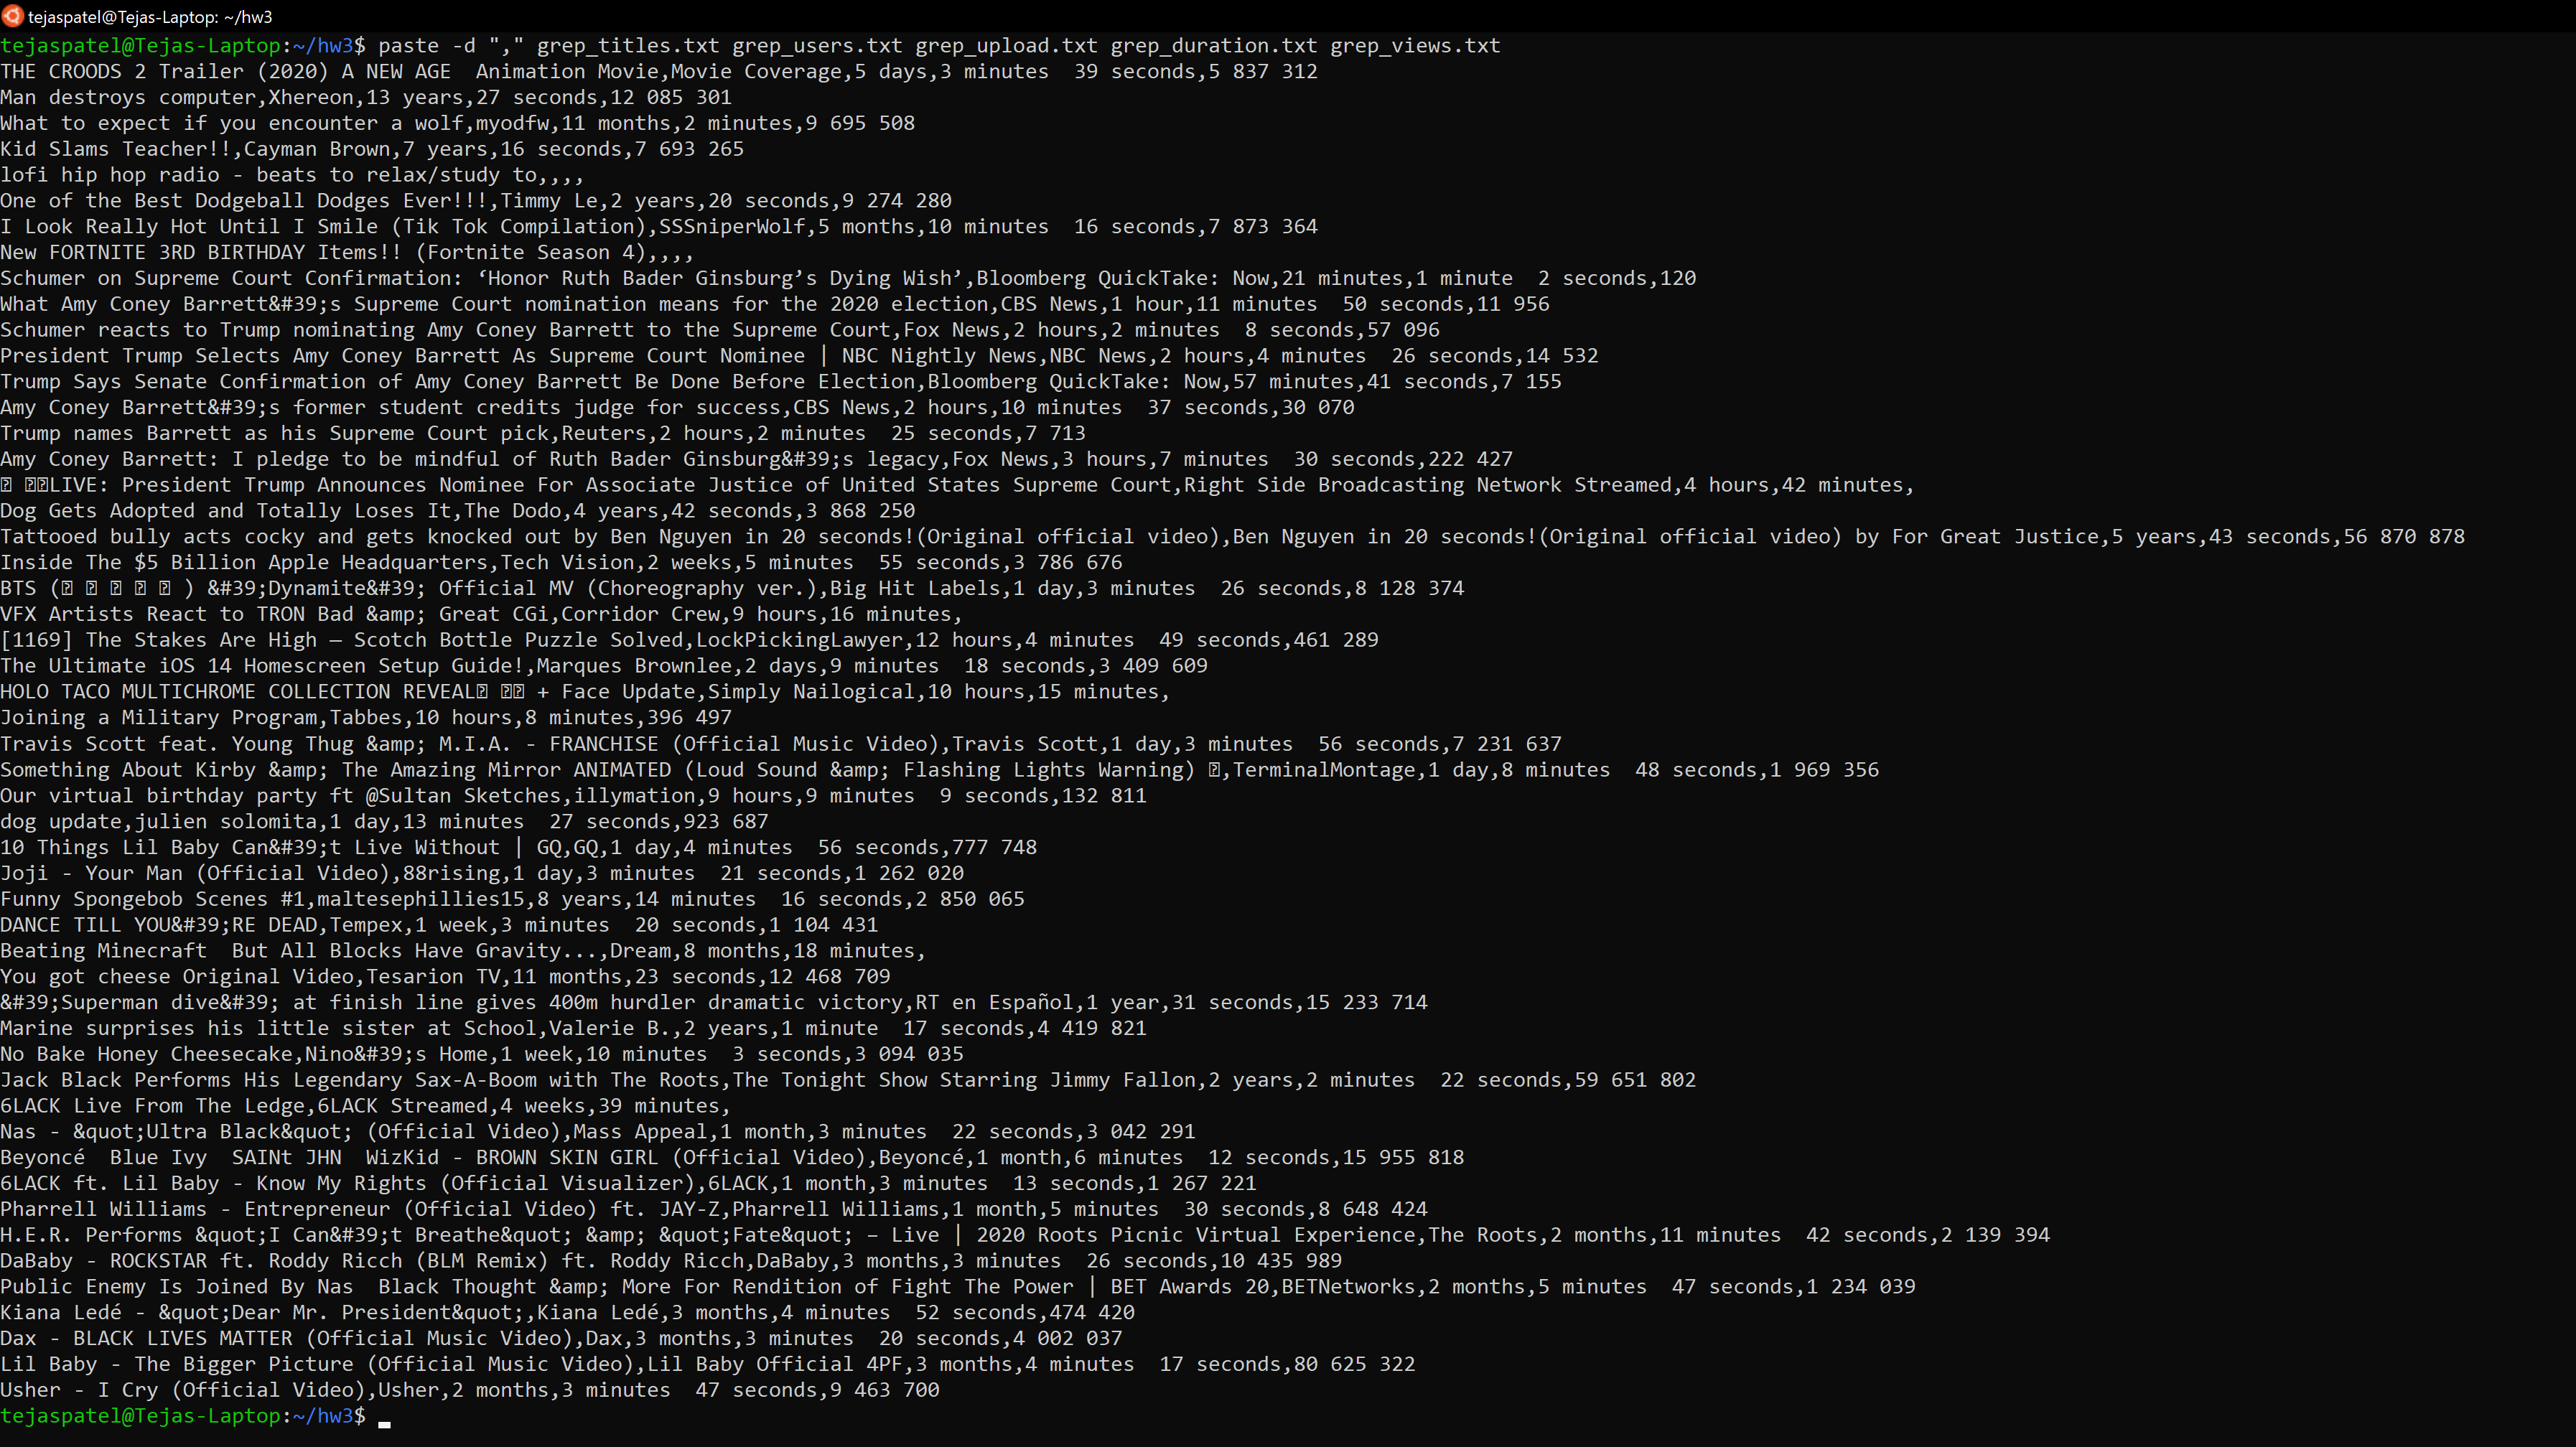 tejaspatel@Tejas-Laptop: ~/hw3
tejaspatel@Tejas-Laptop:~/hw3$ paste -d "," grep_titles.txt grep_users.txt grep_upload.txt grep_duration.txt grep_views.txt
THE CROODS 2 Trailer (2020) A NEW AGE  Animation Movie,Movie Coverage,5 days,3 minutes  39 seconds,5 837 312
Man destroys computer,Xhereon,13 years,27 seconds,12 085 301
What to expect if you encounter a wolf,myodfw,11 months,2 minutes,9 695 508
Kid Slams Teacher!!,Cayman Brown,7 years,16 seconds,7 693 265
lofi hip hop radio - beats to relax/study to,,,,
One of the Best Dodgeball Dodges Ever!!!,Timmy Le,2 years,20 seconds,9 274 280
I Look Really Hot Until I Smile (Tik Tok Compilation),SSSniperWolf,5 months,10 minutes  16 seconds,7 873 364
New FORTNITE 3RD BIRTHDAY Items!! (Fortnite Season 4),,,,
Schumer on Supreme Court Confirmation: ‘Honor Ruth Bader Ginsburg’s Dying Wish’,Bloomberg QuickTake: Now,21 minutes,1 minute  2 seconds,120
What Amy Coney Barrett&#39;s Supreme Court nomination means for the 2020 election,CBS News,1 hour,11 minutes  50 seconds,11 956
Schumer reacts to Trump nominating Amy Coney Barrett to the Supreme Court,Fox News,2 hours,2 minutes  8 seconds,57 096
President Trump Selects Amy Coney Barrett As Supreme Court Nominee | NBC Nightly News,NBC News,2 hours,4 minutes  26 seconds,14 532
Trump Says Senate Confirmation of Amy Coney Barrett Be Done Before Election,Bloomberg QuickTake: Now,57 minutes,41 seconds,7 155
Amy Coney Barrett&#39;s former student credits judge for success,CBS News,2 hours,10 minutes  37 seconds,30 070
Trump names Barrett as his Supreme Court pick,Reuters,2 hours,2 minutes  25 seconds,7 713
Amy Coney Barrett: I pledge to be mindful of Ruth Bader Ginsburg&#39;s legacy,Fox News,3 hours,7 minutes  30 seconds,222 427
LIVE: President Trump Announces Nominee For Associate Justice of United States Supreme Court,Right Side Broadcasting Network Streamed,4 hours,42 minutes,
Dog Gets Adopted and Totally Loses It,The Dodo,4 years,42 seconds,3 868 250
Tattooed bully acts cocky and gets knocked out by Ben Nguyen in 20 seconds!(Original official video),Ben Nguyen in 20 seconds!(Original official video) by For Great Justice,5 years,43 seconds,56 870 878
Inside The $5 Billion Apple Headquarters,Tech Vision,2 weeks,5 minutes  55 seconds,3 786 676
BTS ( ) &#39;Dynamite&#39; Official MV (Choreography ver.),Big Hit Labels,1 day,3 minutes  26 seconds,8 128 374
VFX Artists React to TRON Bad &amp; Great CGi,Corridor Crew,9 hours,16 minutes,
[1169] The Stakes Are High — Scotch Bottle Puzzle Solved,LockPickingLawyer,12 hours,4 minutes  49 seconds,461 289
The Ultimate iOS 14 Homescreen Setup Guide!,Marques Brownlee,2 days,9 minutes  18 seconds,3 409 609
HOLO TACO MULTICHROME COLLECTION REVEAL + Face Update,Simply Nailogical,10 hours,15 minutes,
Joining a Military Program,Tabbes,10 hours,8 minutes,396 497
Travis Scott feat. Young Thug &amp; M.I.A. - FRANCHISE (Official Music Video),Travis Scott,1 day,3 minutes  56 seconds,7 231 637
Something About Kirby &amp; The Amazing Mirror ANIMATED (Loud Sound &amp; Flashing Lights Warning) ,TerminalMontage,1 day,8 minutes  48 seconds,1 969 356
Our virtual birthday party ft @Sultan Sketches,illymation,9 hours,9 minutes  9 seconds,132 811
dog update,julien solomita,1 day,13 minutes  27 seconds,923 687
10 Things Lil Baby Can&#39;t Live Without | GQ,GQ,1 day,4 minutes  56 seconds,777 748
Joji - Your Man (Official Video),88rising,1 day,3 minutes  21 seconds,1 262 020
Funny Spongebob Scenes #1,maltesephillies15,8 years,14 minutes  16 seconds,2 850 065
DANCE TILL YOU&#39;RE DEAD,Tempex,1 week,3 minutes  20 seconds,1 104 431
Beating Minecraft  But All Blocks Have Gravity...,Dream,8 months,18 minutes,
You got cheese Original Video,Tesarion TV,11 months,23 seconds,12 468 709
&#39;Superman dive&#39; at finish line gives 400m hurdler dramatic victory,RT en Español,1 year,31 seconds,15 233 714
Marine surprises his little sister at School,Valerie B.,2 years,1 minute  17 seconds,4 419 821
No Bake Honey Cheesecake,Nino&#39;s Home,1 week,10 minutes  3 seconds,3 094 035
Jack Black Performs His Legendary Sax-A-Boom with The Roots,The Tonight Show Starring Jimmy Fallon,2 years,2 minutes  22 seconds,59 651 802
6LACK Live From The Ledge,6LACK Streamed,4 weeks,39 minutes,
Nas - &quot;Ultra Black&quot; (Official Video),Mass Appeal,1 month,3 minutes  22 seconds,3 042 291
Beyoncé  Blue Ivy  SAINt JHN  WizKid - BROWN SKIN GIRL (Official Video),Beyoncé,1 month,6 minutes  12 seconds,15 955 818
6LACK ft. Lil Baby - Know My Rights (Official Visualizer),6LACK,1 month,3 minutes  13 seconds,1 267 221
Pharrell Williams - Entrepreneur (Official Video) ft. JAY-Z,Pharrell Williams,1 month,5 minutes  30 seconds,8 648 424
H.E.R. Performs &quot;I Can&#39;t Breathe&quot; &amp; &quot;Fate&quot; – Live | 2020 Roots Picnic Virtual Experience,The Roots,2 months,11 minutes  42 seconds,2 139 394
DaBaby - ROCKSTAR ft. Roddy Ricch (BLM Remix) ft. Roddy Ricch,DaBaby,3 months,3 minutes  26 seconds,10 435 989
Public Enemy Is Joined By Nas  Black Thought &amp; More For Rendition of Fight The Power | BET Awards 20,BETNetworks,2 months,5 minutes  47 seconds,1 234 039
Kiana Ledé - &quot;Dear Mr. President&quot;,Kiana Ledé,3 months,4 minutes  52 seconds,474 420
Dax - BLACK LIVES MATTER (Official Music Video),Dax,3 months,3 minutes  20 seconds,4 002 037
Lil Baby - The Bigger Picture (Official Music Video),Lil Baby Official 4PF,3 months,4 minutes  17 seconds,80 625 322
Usher - I Cry (Official Video),Usher,2 months,3 minutes  47 seconds,9 463 700
tejaspatel@Tejas-Laptop:~/hw3$